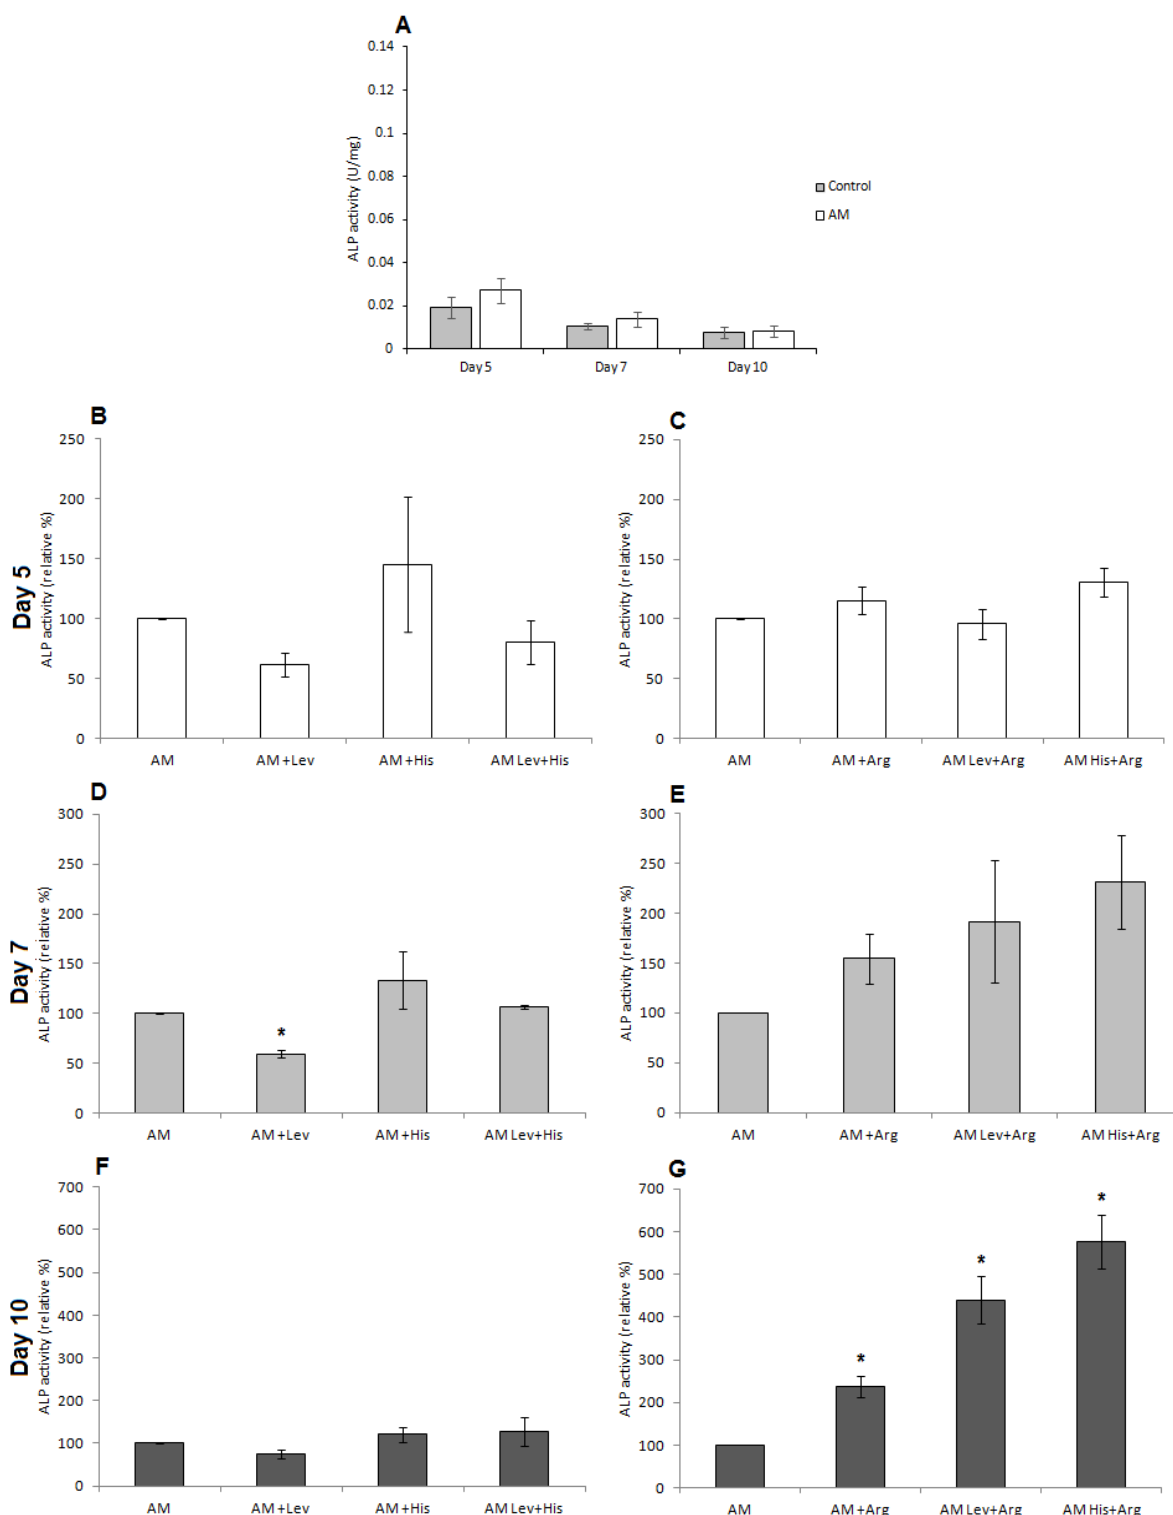 A
0.14
0.12
0.1
0.08
0.06
0.04
0.02
0
ALP activity (U/mg)
Day 5 Day 7 Day 10
Control
AM
Day 5
B
250
200
150
100
50
0
ALP activity (relative %)
AM AM +Lev AM +His AM Lev+His
C
250
200
150
100
50
0
ALP activity (relative %)
AM AM +Arg AM Lev+Arg AM His+Arg
Day 7
D
300
250
200
150
100
50
0
ALP activity (relative %)
*
AM AM +Lev AM +His AM Lev+His
E
300
250
200
150
100
50
0
ALP activity (relative %)
AM AM +Arg AM Lev+Arg AM His+Arg
Day 10
F
700
600
500
400
300
200
100
0
ALP activity (relative %)
AM AM +Lev AM +His AM Lev+His
G
700
600
500
400
300
200
100
0
ALP activity (relative %)
* * *
AM AM +Arg AM Lev+Arg AM His+Arg